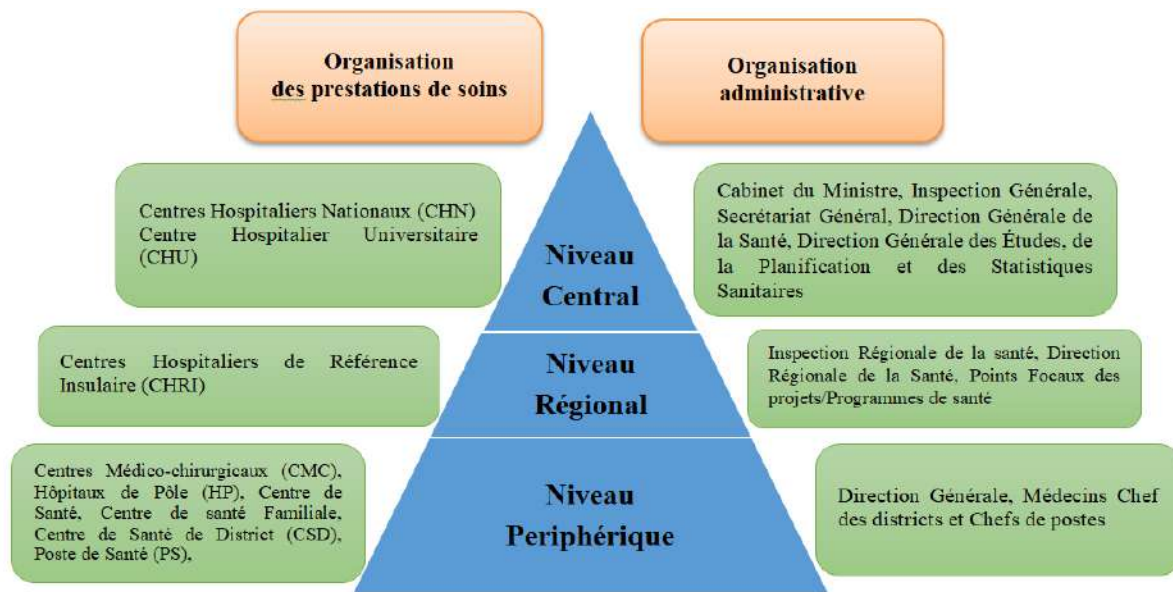 Organisation
des prestations de soins
Organisation
administrative
Centres Hospitaliers Nationaux (CHN)
Centre Hospitalier Universitaire
(CHU)
Niveau
Central
Cabinet du Ministre, Inspection Générale,
Secrétariat Général, Direction Générale de
la Santé, Direction Générale des Études, de
la Planification et des Statistiques
Sanitaires
Centres Hospitaliers de Référence
Insulaire (CHRI)
Niveau
Régional
Inspection Régionale de la santé, Direction
Régionale de la Santé, Points Focaux des
projets/Programmes de santé
Centres Médico-chirurgicaux (CMC),
Hôpitaux de Pôle (HP), Centre de
Santé, Centre de santé Familiale,
Centre de Santé de District (CSD),
Poste de Santé (PS),
Niveau
Periphérique
Direction Générale, Médecins Chef
des districts et Chefs de postes